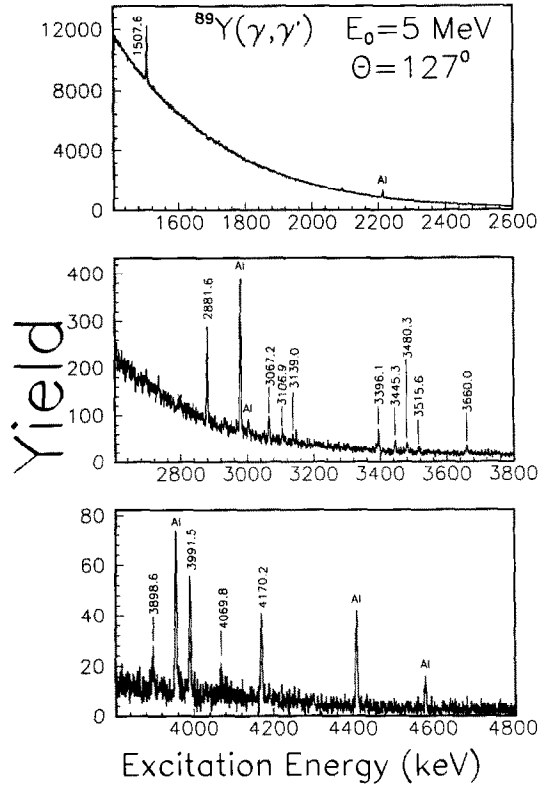 ⁸⁹Y(γ,γ') E₀=5 MeV
Θ=127⁰
1507.6
Al
12000
8000
4000
0
1600 1800 2000 2200 2400 2600
Yield
2881.6
Al
Al
3067.2
3106.9
3139.0
3396.1
3445.3
3480.3
3515.6
3660.0
400
300
200
100
0
2800 3000 3200 3400 3600 3800
3898.6
Al
3991.5
4069.8
4170.2
Al
Al
80
60
40
20
0
4000 4200 4400 4600 4800
Excitation Energy (keV)